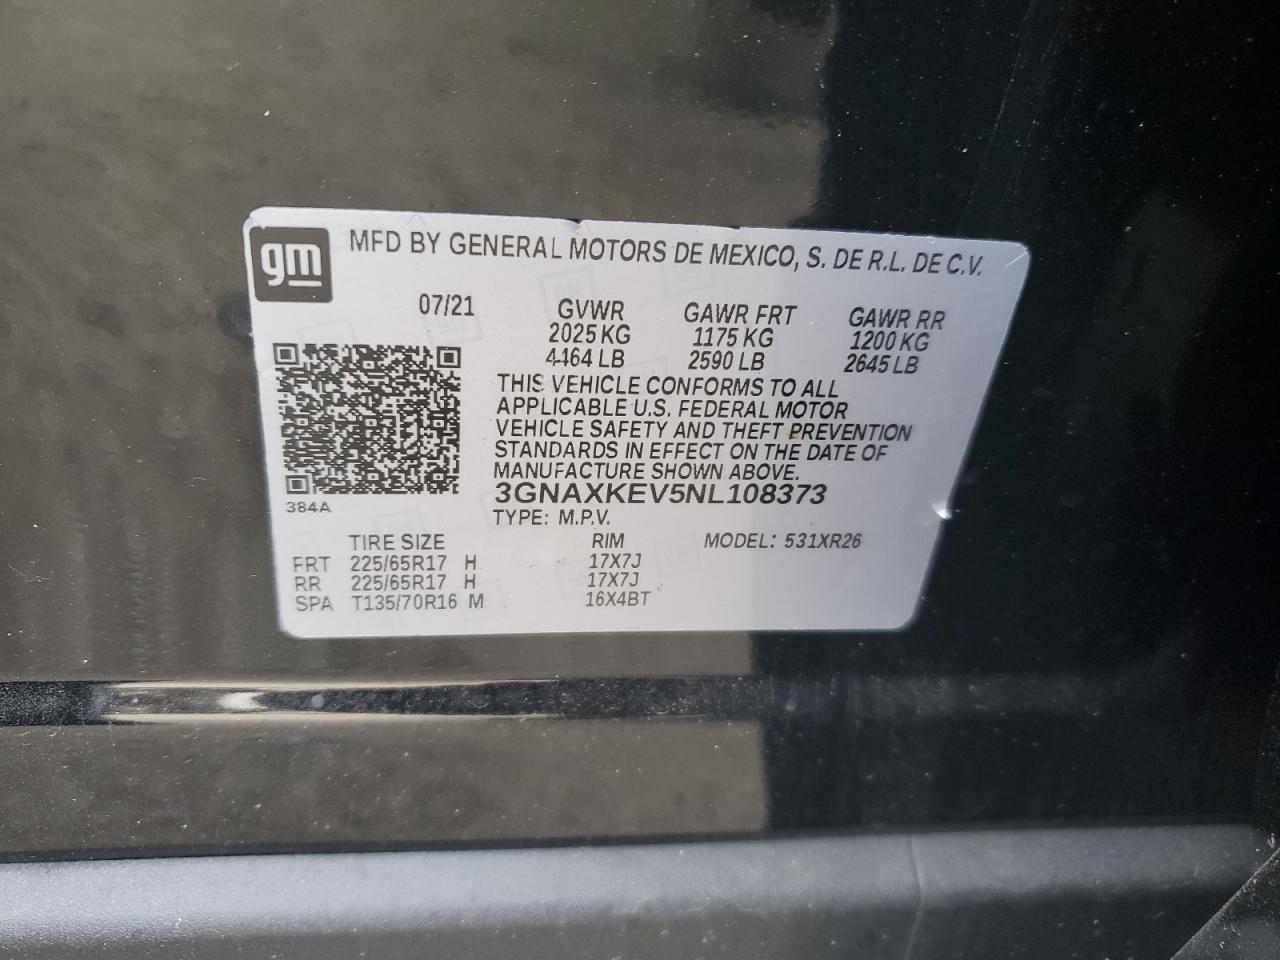 gm
MFD BY GENERAL MOTORS DE MEXICO, S. DE R.L. DE C.V.
07/21 GVWR GAWR FRT GAWR RR
2025 KG 1175 KG 1200 KG
4464 LB 2590 LB 2645 LB
THIS VEHICLE CONFORMS TO ALL
APPLICABLE U.S. FEDERAL MOTOR
VEHICLE SAFETY AND THEFT PREVENTION
STANDARDS IN EFFECT ON THE DATE OF
MANUFACTURE SHOWN ABOVE.
3GNAXKEV5NL108373
384A
TYPE: M.P.V.
TIRE SIZE RIM MODEL: 531XR26
FRT 225/65R17 H 17X7J
RR 225/65R17 H 17X7J
SPA T135/70R16 M 16X4BT